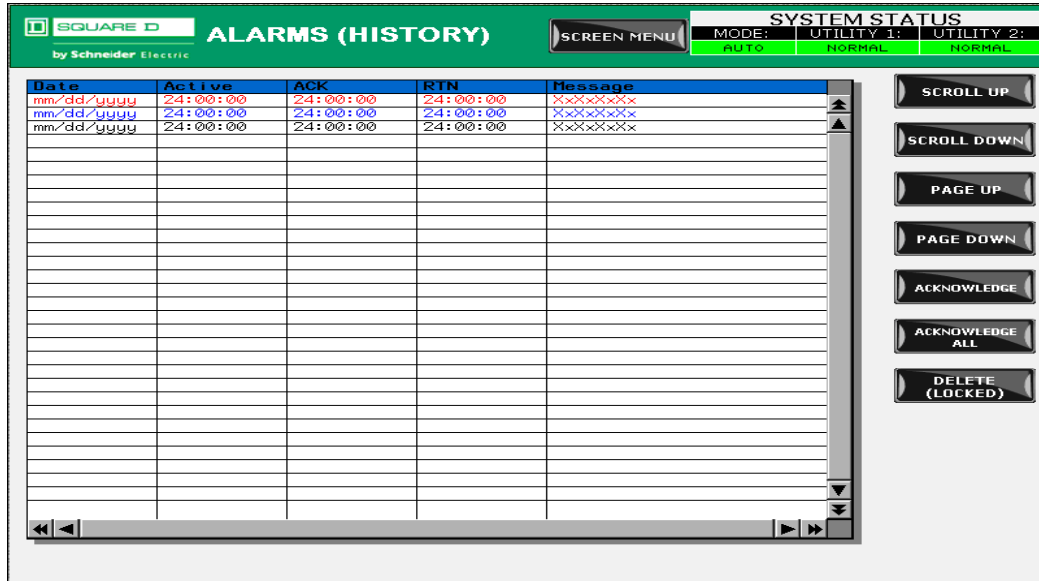 SQUARE D
by Schneider Electric
ALARMS (HISTORY)
SCREEN MENU
SYSTEM STATUS
MODE: UTILITY 1: UTILITY 2:
AUTO NORMAL NORMAL
Date Active ACK RTN Message
mm/dd/yyyy 24:00:00 24:00:00 24:00:00 XxXxXxXx
mm/dd/yyyy 24:00:00 24:00:00 24:00:00 XxXxXxXx
mm/dd/yyyy 24:00:00 24:00:00 24:00:00 XxXxXxXx
SCROLL UP
SCROLL DOWN
PAGE UP
PAGE DOWN
ACKNOWLEDGE
ACKNOWLEDGE
ALL
DELETE
(LOCKED)